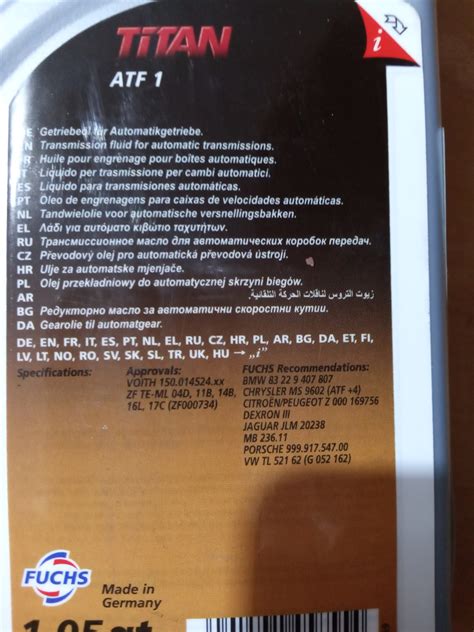 TITAN
ATF 1
DE Getriebeöl für Automatikgetriebe.
EN Transmission fluid for automatic transmissions.
FR Huile pour engrenage pour boîtes automatiques.
IT Liquido per trasmissione per cambi automatici.
ES Líquido para transmisiones automáticas.
PT Óleo de engrenagens para caixas de velocidades automáticas.
NL Tandwielolie voor automatische versnellingsbakken.
EL Λάδι για αυτόματο κιβώτιο ταχυτήτων.
RU Трансмиссионное масло для автоматических коробок передач.
CZ Převodový olej pro automatická převodová ústrojí.
HR Ulje za automatske mjenjače.
PL Olej przekładniowy do automatycznej skrzyni biegów.
AR زيوت التروس لناقلات الحركة التلقائية.
BG Редукторно масло за автоматични скоростни кутии.
DA Gearolie til automatgear.
DE, EN, FR, IT, ES, PT, NL, EL, RU, CZ, HR, PL, AR, BG, DA, ET, FI,
LV, LT, NO, RO, SV, SK, SL, TR, UK, HU → „i"
Specifications:
Approvals:
VOITH 150.014524.xx
ZF TE-ML 04D, 11B, 14B,
16L, 17C (ZF000734)
FUCHS Recommendations:
BMW 83 22 9 407 807
CHRYSLER MS 9602 (ATF +4)
CITROËN/PEUGEOT Z 000 169756
DEXRON III
JAGUAR JLM 20238
MB 236.11
PORSCHE 999.917.547.00
VW TL 521 62 (G 052 162)
FUCHS
Made in
Germany
1.05 qt